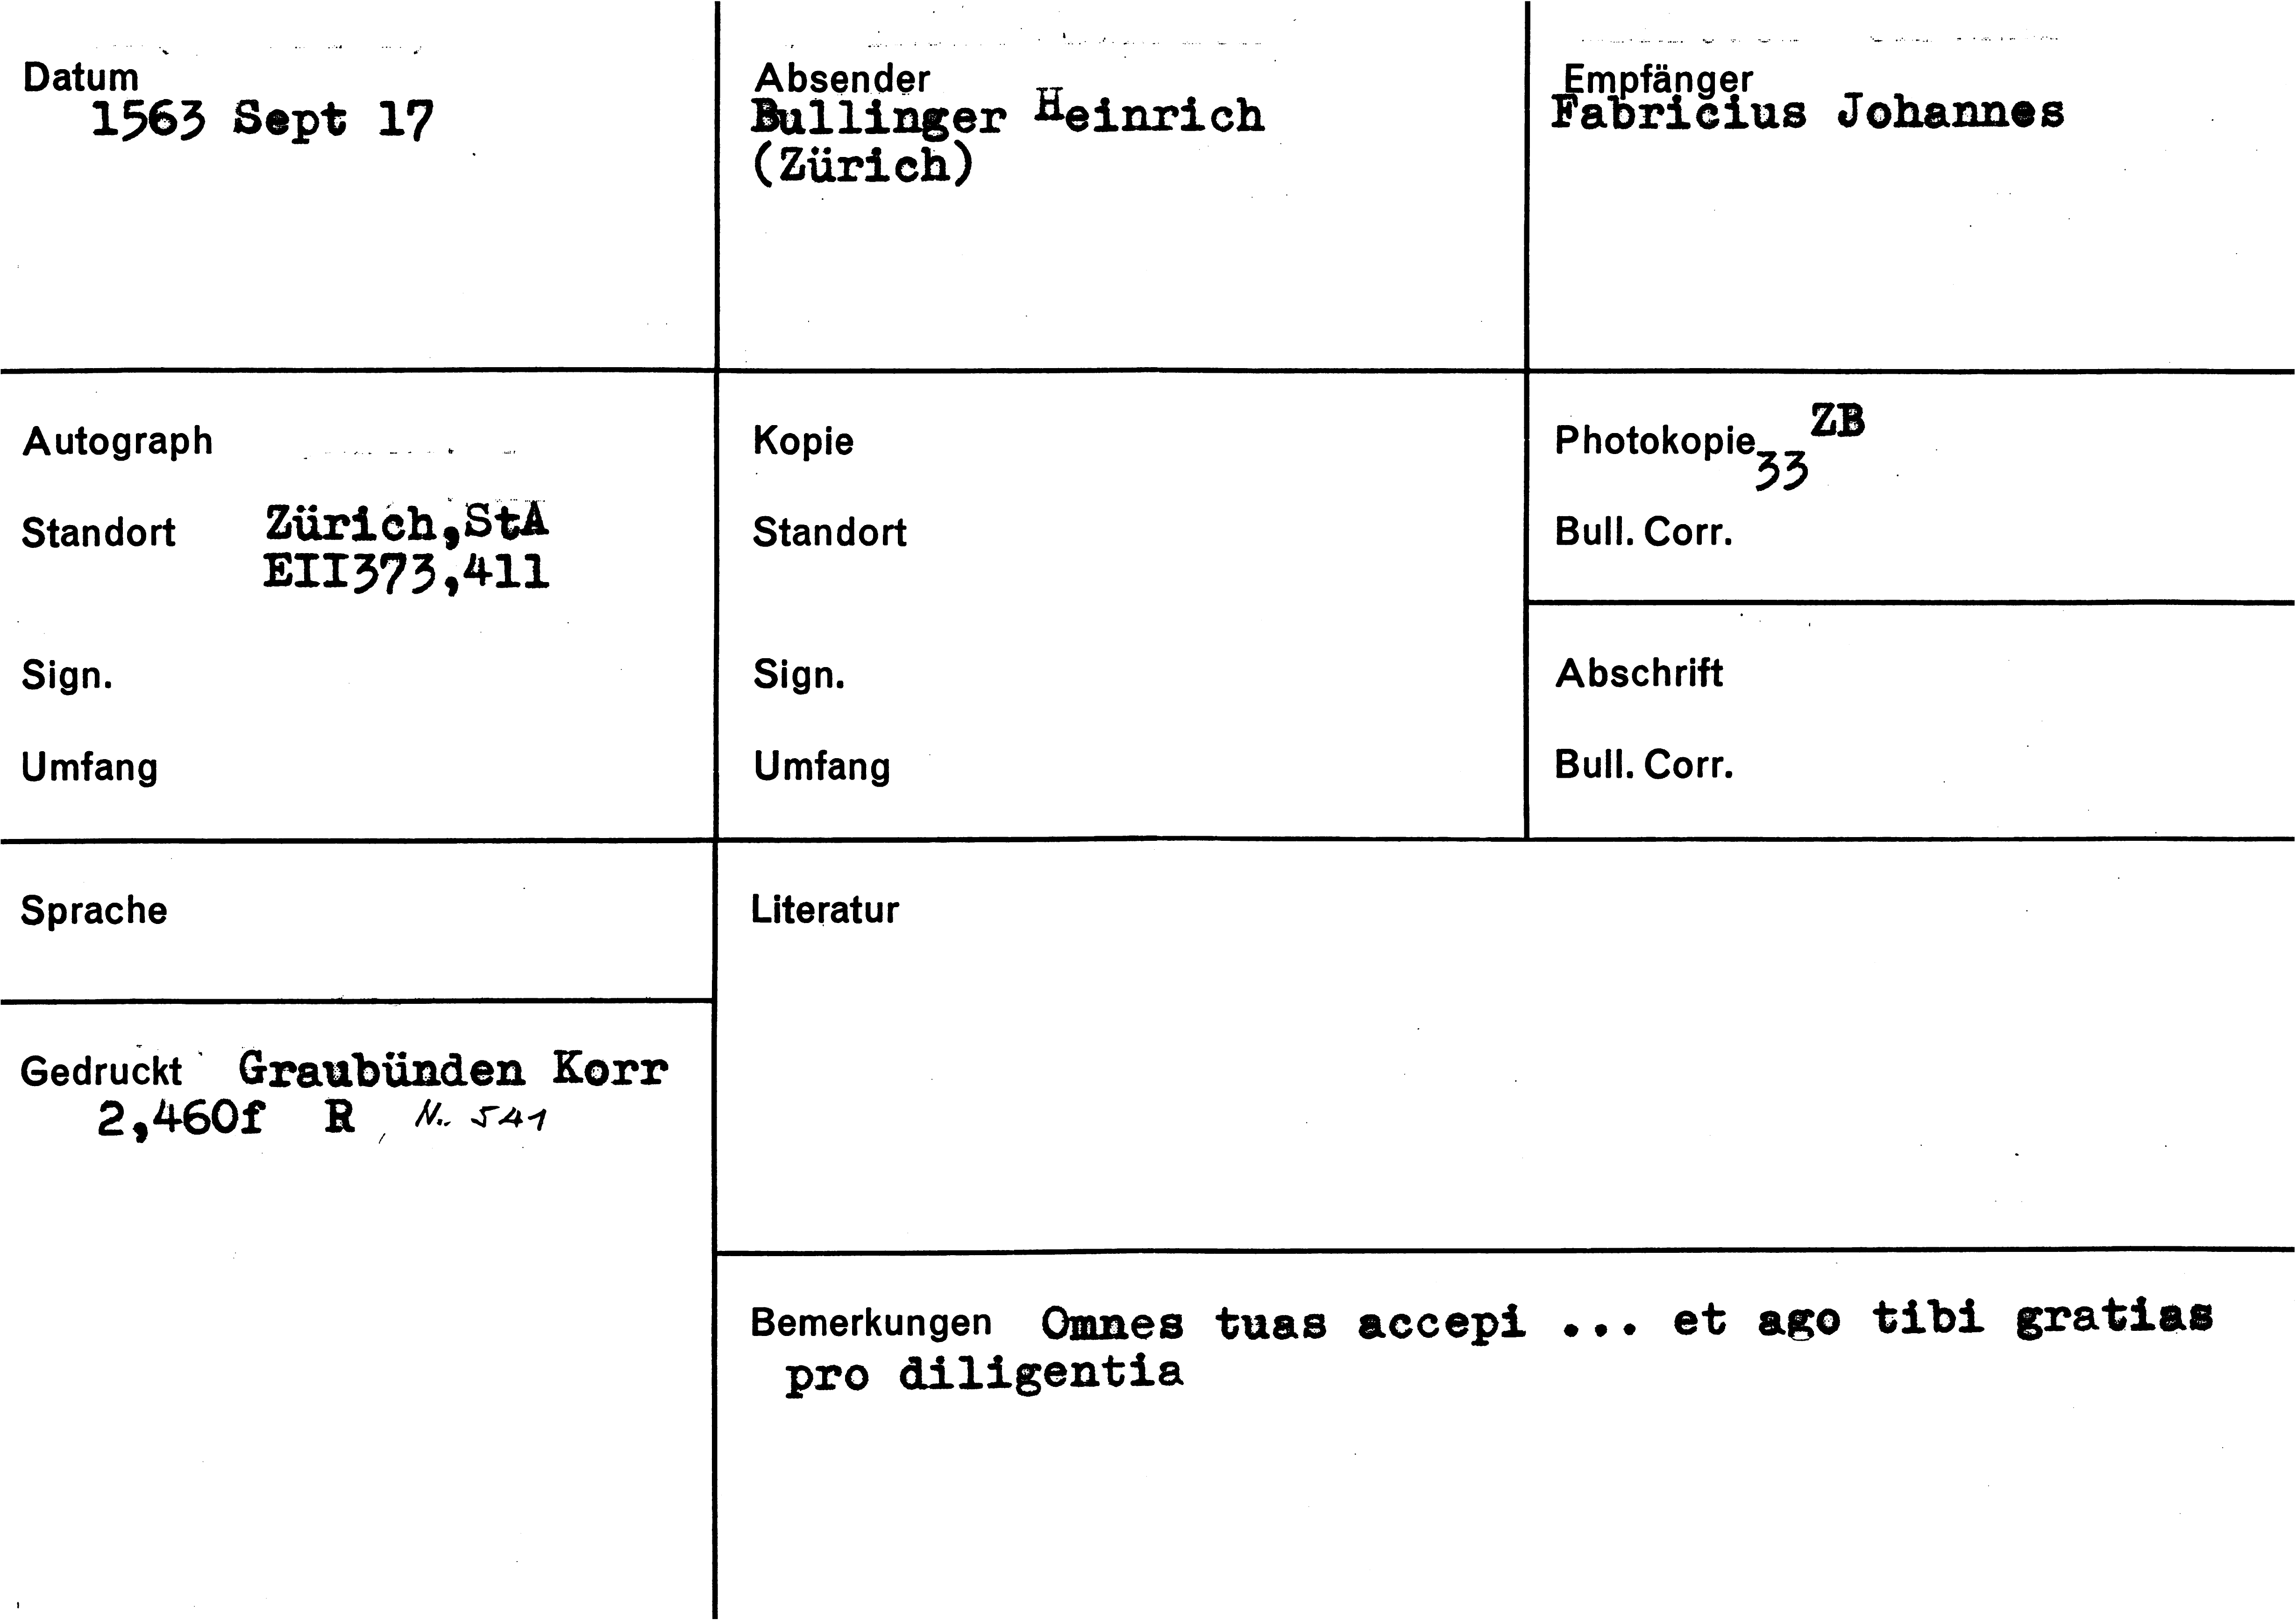 Datum
1563 Sept 17
Absender
Bullinger Heinrich
(Zürich)
Empfänger
Fabricius Johannes
Autograph
Standort Zürich,StA
EII373,411
Sign.
Umfang
Kopie
Standort
Sign.
Umfang
Photokopie ZB
33
Bull. Corr.
Abschrift
Bull. Corr.
Sprache
Literatur
Gedruckt Graubünden Korr
2,460f R N. 541
Bemerkungen Omnes tuas accepi ... et ago tibi gratias
pro diligentia